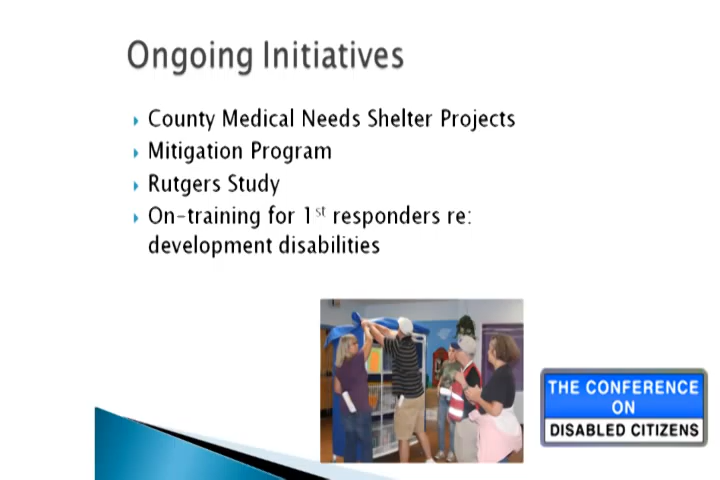 Ongoing Initiatives
County Medical Needs Shelter Projects
Mitigation Program
Rutgers Study
On-training for 1st responders re:
development disabilities
THE CONFERENCE
ON
DISABLED CITIZENS